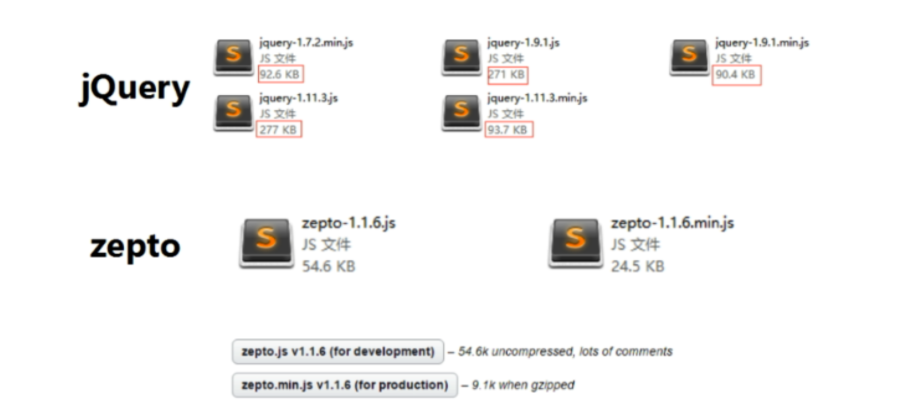 jQuery
jquery-1.7.2.min.js
JS 文件
92.6 KB
jquery-1.9.1.js
JS 文件
271 KB
jquery-1.9.1.min.js
JS 文件
90.4 KB
jquery-1.11.3.js
JS 文件
277 KB
jquery-1.11.3.min.js
JS 文件
93.7 KB
zepto
zepto-1.1.6.js
JS 文件
54.6 KB
zepto-1.1.6.min.js
JS 文件
24.5 KB
zepto.js v1.1.6 (for development) – 54.6k uncompressed, lots of comments
zepto.min.js v1.1.6 (for production) – 9.1k when gzipped